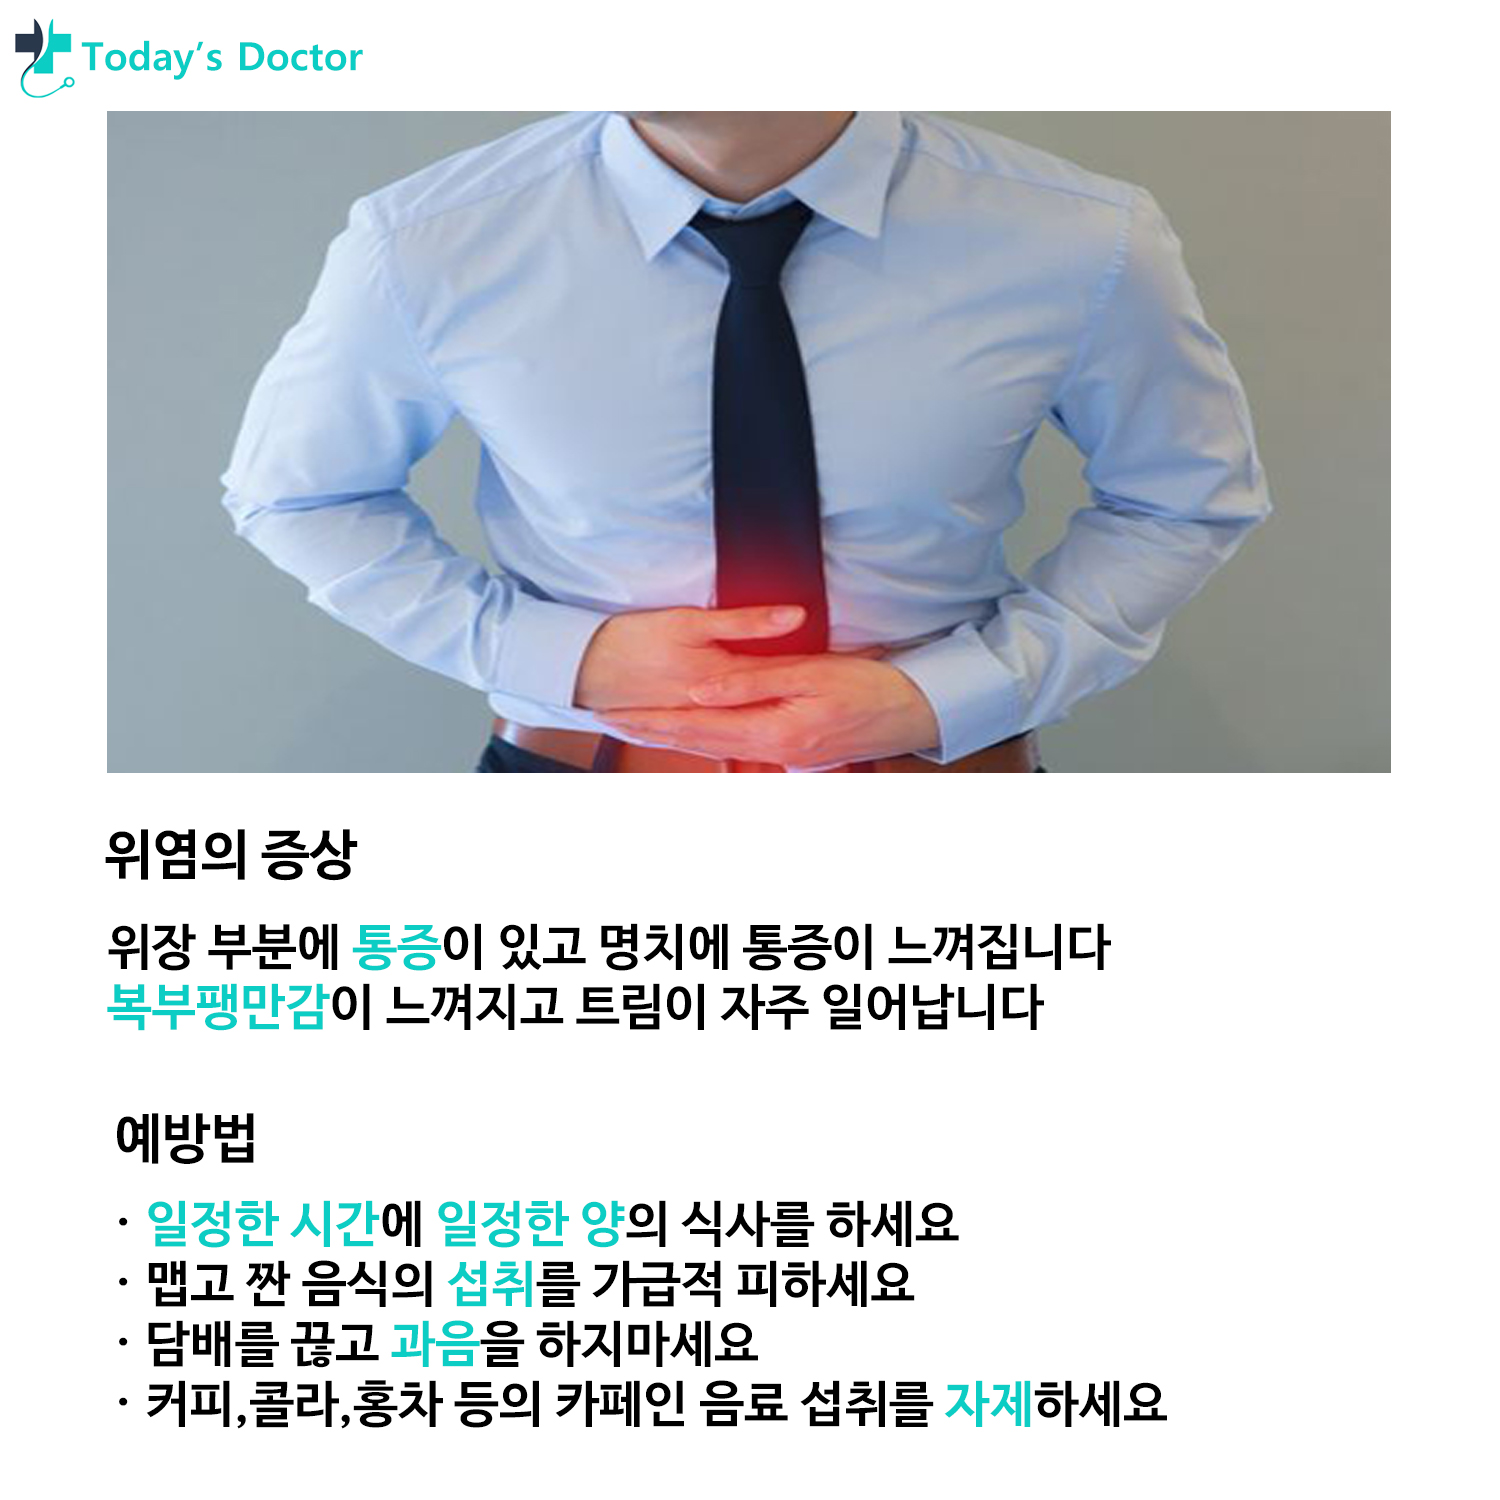 Today's Doctor
위염의 증상
위장 부분에 통증이 있고 명치에 통증이 느껴집니다
복부팽만감이 느껴지고 트림이 자주 일어납니다
예방법
· 일정한 시간에 일정한 양의 식사를 하세요
· 맵고 짠 음식의 섭취를 가급적 피하세요
· 담배를 끊고 과음을 하지마세요
· 커피,콜라,홍차 등의 카페인 음료 섭취를 자제하세요